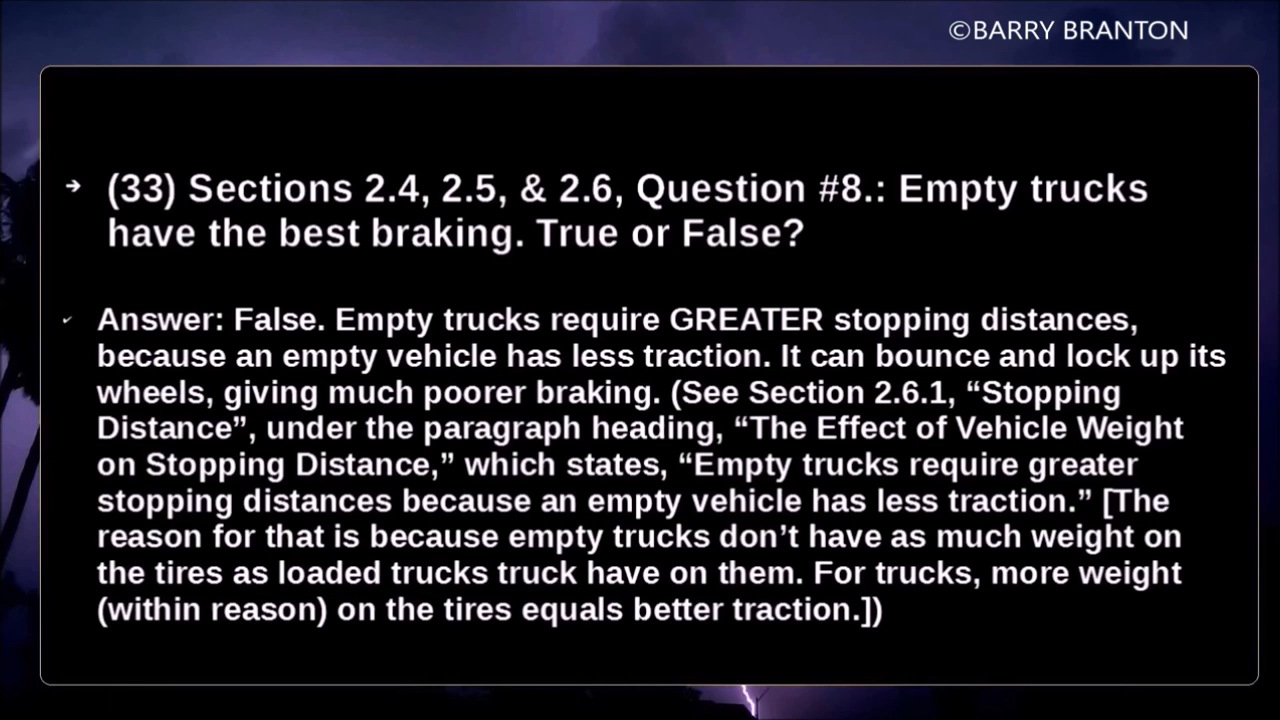 ©BARRY BRANTON
➔ (33) Sections 2.4, 2.5, & 2.6, Question #8.: Empty trucks
have the best braking. True or False?
✓ Answer: False. Empty trucks require GREATER stopping distances,
because an empty vehicle has less traction. It can bounce and lock up its
wheels, giving much poorer braking. (See Section 2.6.1, “Stopping
Distance”, under the paragraph heading, “The Effect of Vehicle Weight
on Stopping Distance,” which states, “Empty trucks require greater
stopping distances because an empty vehicle has less traction.” [The
reason for that is because empty trucks don’t have as much weight on
the tires as loaded trucks truck have on them. For trucks, more weight
(within reason) on the tires equals better traction.])